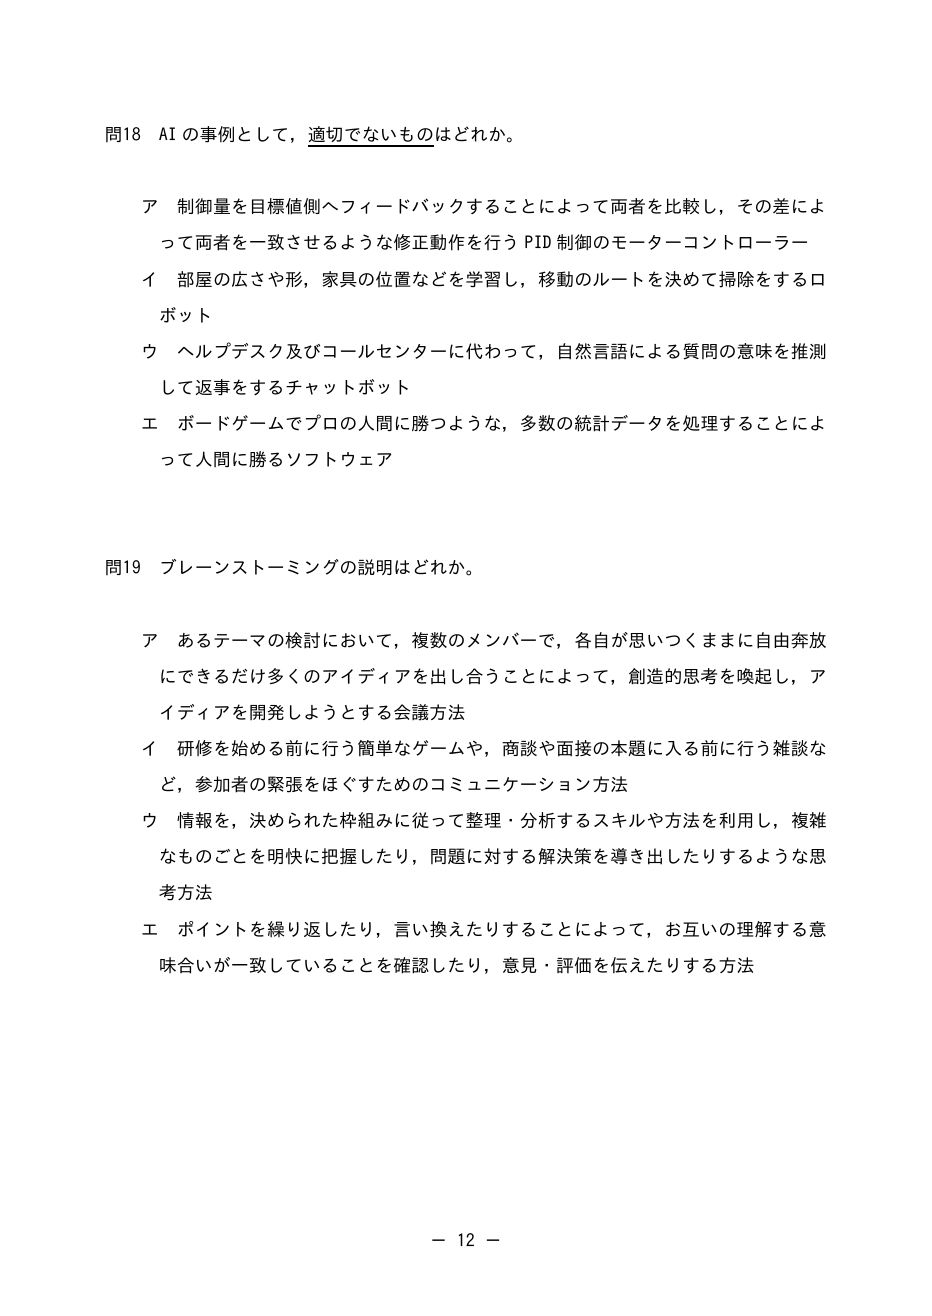 問18　AI の事例として，適切でないものはどれか。
ア　制御量を目標値側へフィードバックすることによって両者を比較し，その差によ
って両者を一致させるような修正動作を行う PID 制御のモーターコントローラー
イ　部屋の広さや形，家具の位置などを学習し，移動のルートを決めて掃除をするロ
ボット
ウ　ヘルプデスク及びコールセンターに代わって，自然言語による質問の意味を推測
して返事をするチャットボット
エ　ボードゲームでプロの人間に勝つような，多数の統計データを処理することによ
って人間に勝るソフトウェア
問19　ブレーンストーミングの説明はどれか。
ア　あるテーマの検討において，複数のメンバーで，各自が思いつくままに自由奔放
にできるだけ多くのアイディアを出し合うことによって，創造的思考を喚起し，ア
イディアを開発しようとする会議方法
イ　研修を始める前に行う簡単なゲームや，商談や面接の本題に入る前に行う雑談な
ど，参加者の緊張をほぐすためのコミュニケーション方法
ウ　情報を，決められた枠組みに従って整理・分析するスキルや方法を利用し，複雑
なものごとを明快に把握したり，問題に対する解決策を導き出したりするような思
考方法
エ　ポイントを繰り返したり，言い換えたりすることによって，お互いの理解する意
味合いが一致していることを確認したり，意見・評価を伝えたりする方法
－ 12 －